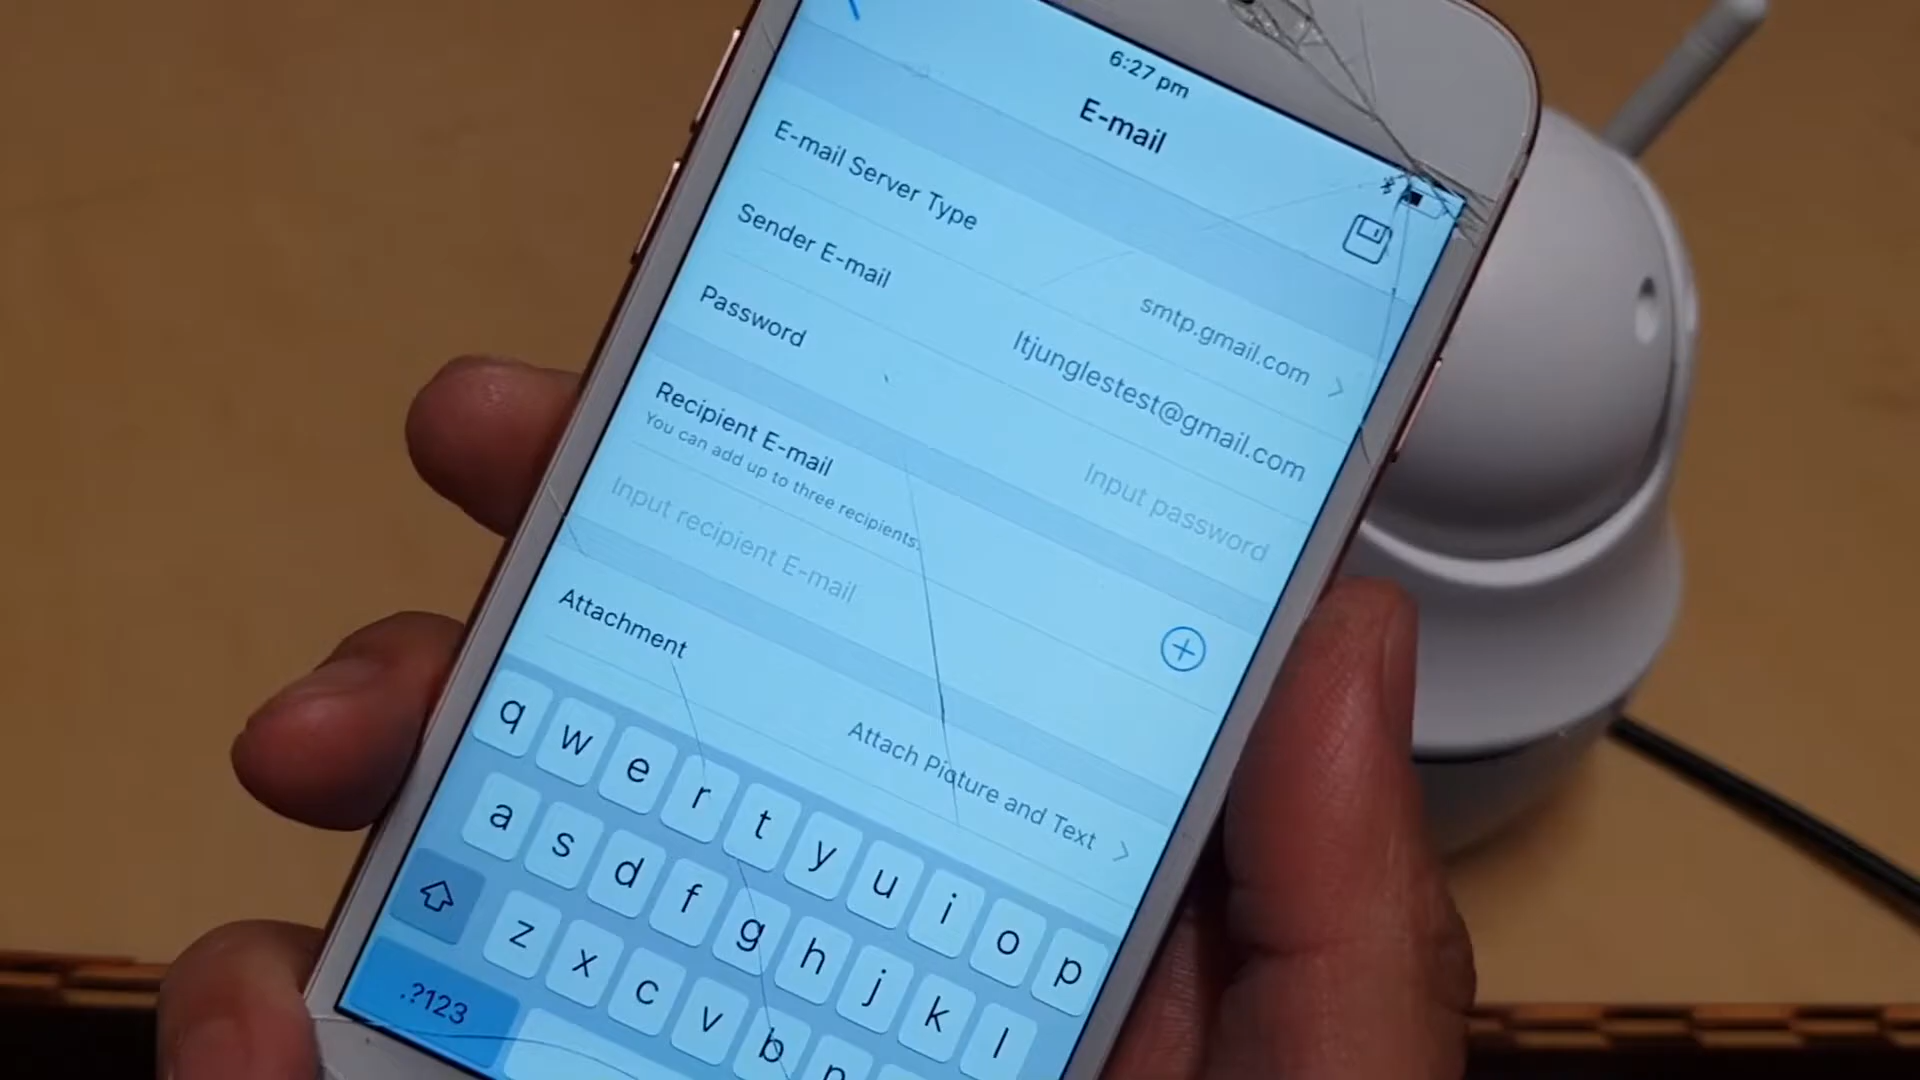 6:27 pm
E-mail
E-mail Server Type
smtp.gmail.com
Sender E-mail
ltjunglestest@gmail.com
Password
Input password
Recipient E-mail
You can add up to three recipients.
Input recipient E-mail
Attachment
Attach Picture and Text
q w e r t y u i o p
a s d f g h j k l
z x c v b n
.?123